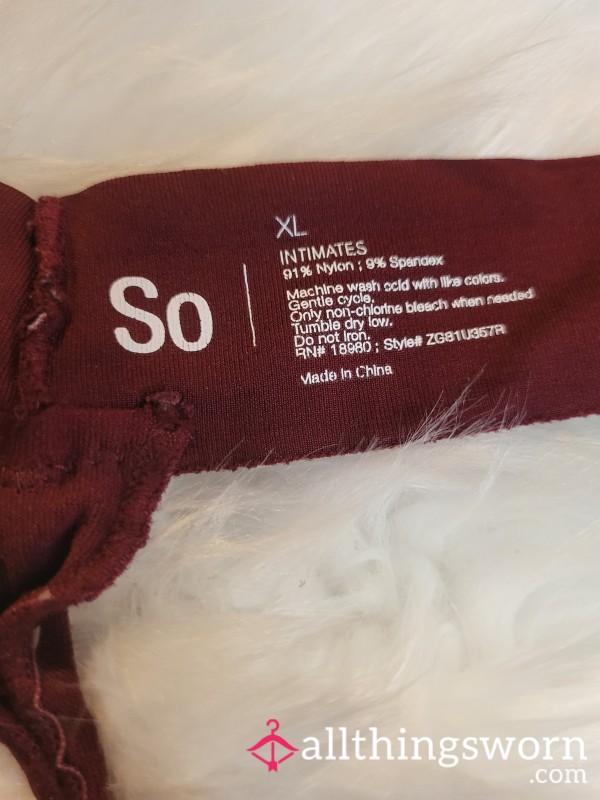 So
XL
INTIMATES
91% Nylon ; 9% Spandex
Machine wash cold with like colors.
Gentle cycle.
Only non-chlorine bleach when needed
Tumble dry low.
Do not iron.
RN# 18980 ; Style# ZG81U357R
Made in China
allthingsworn
.com